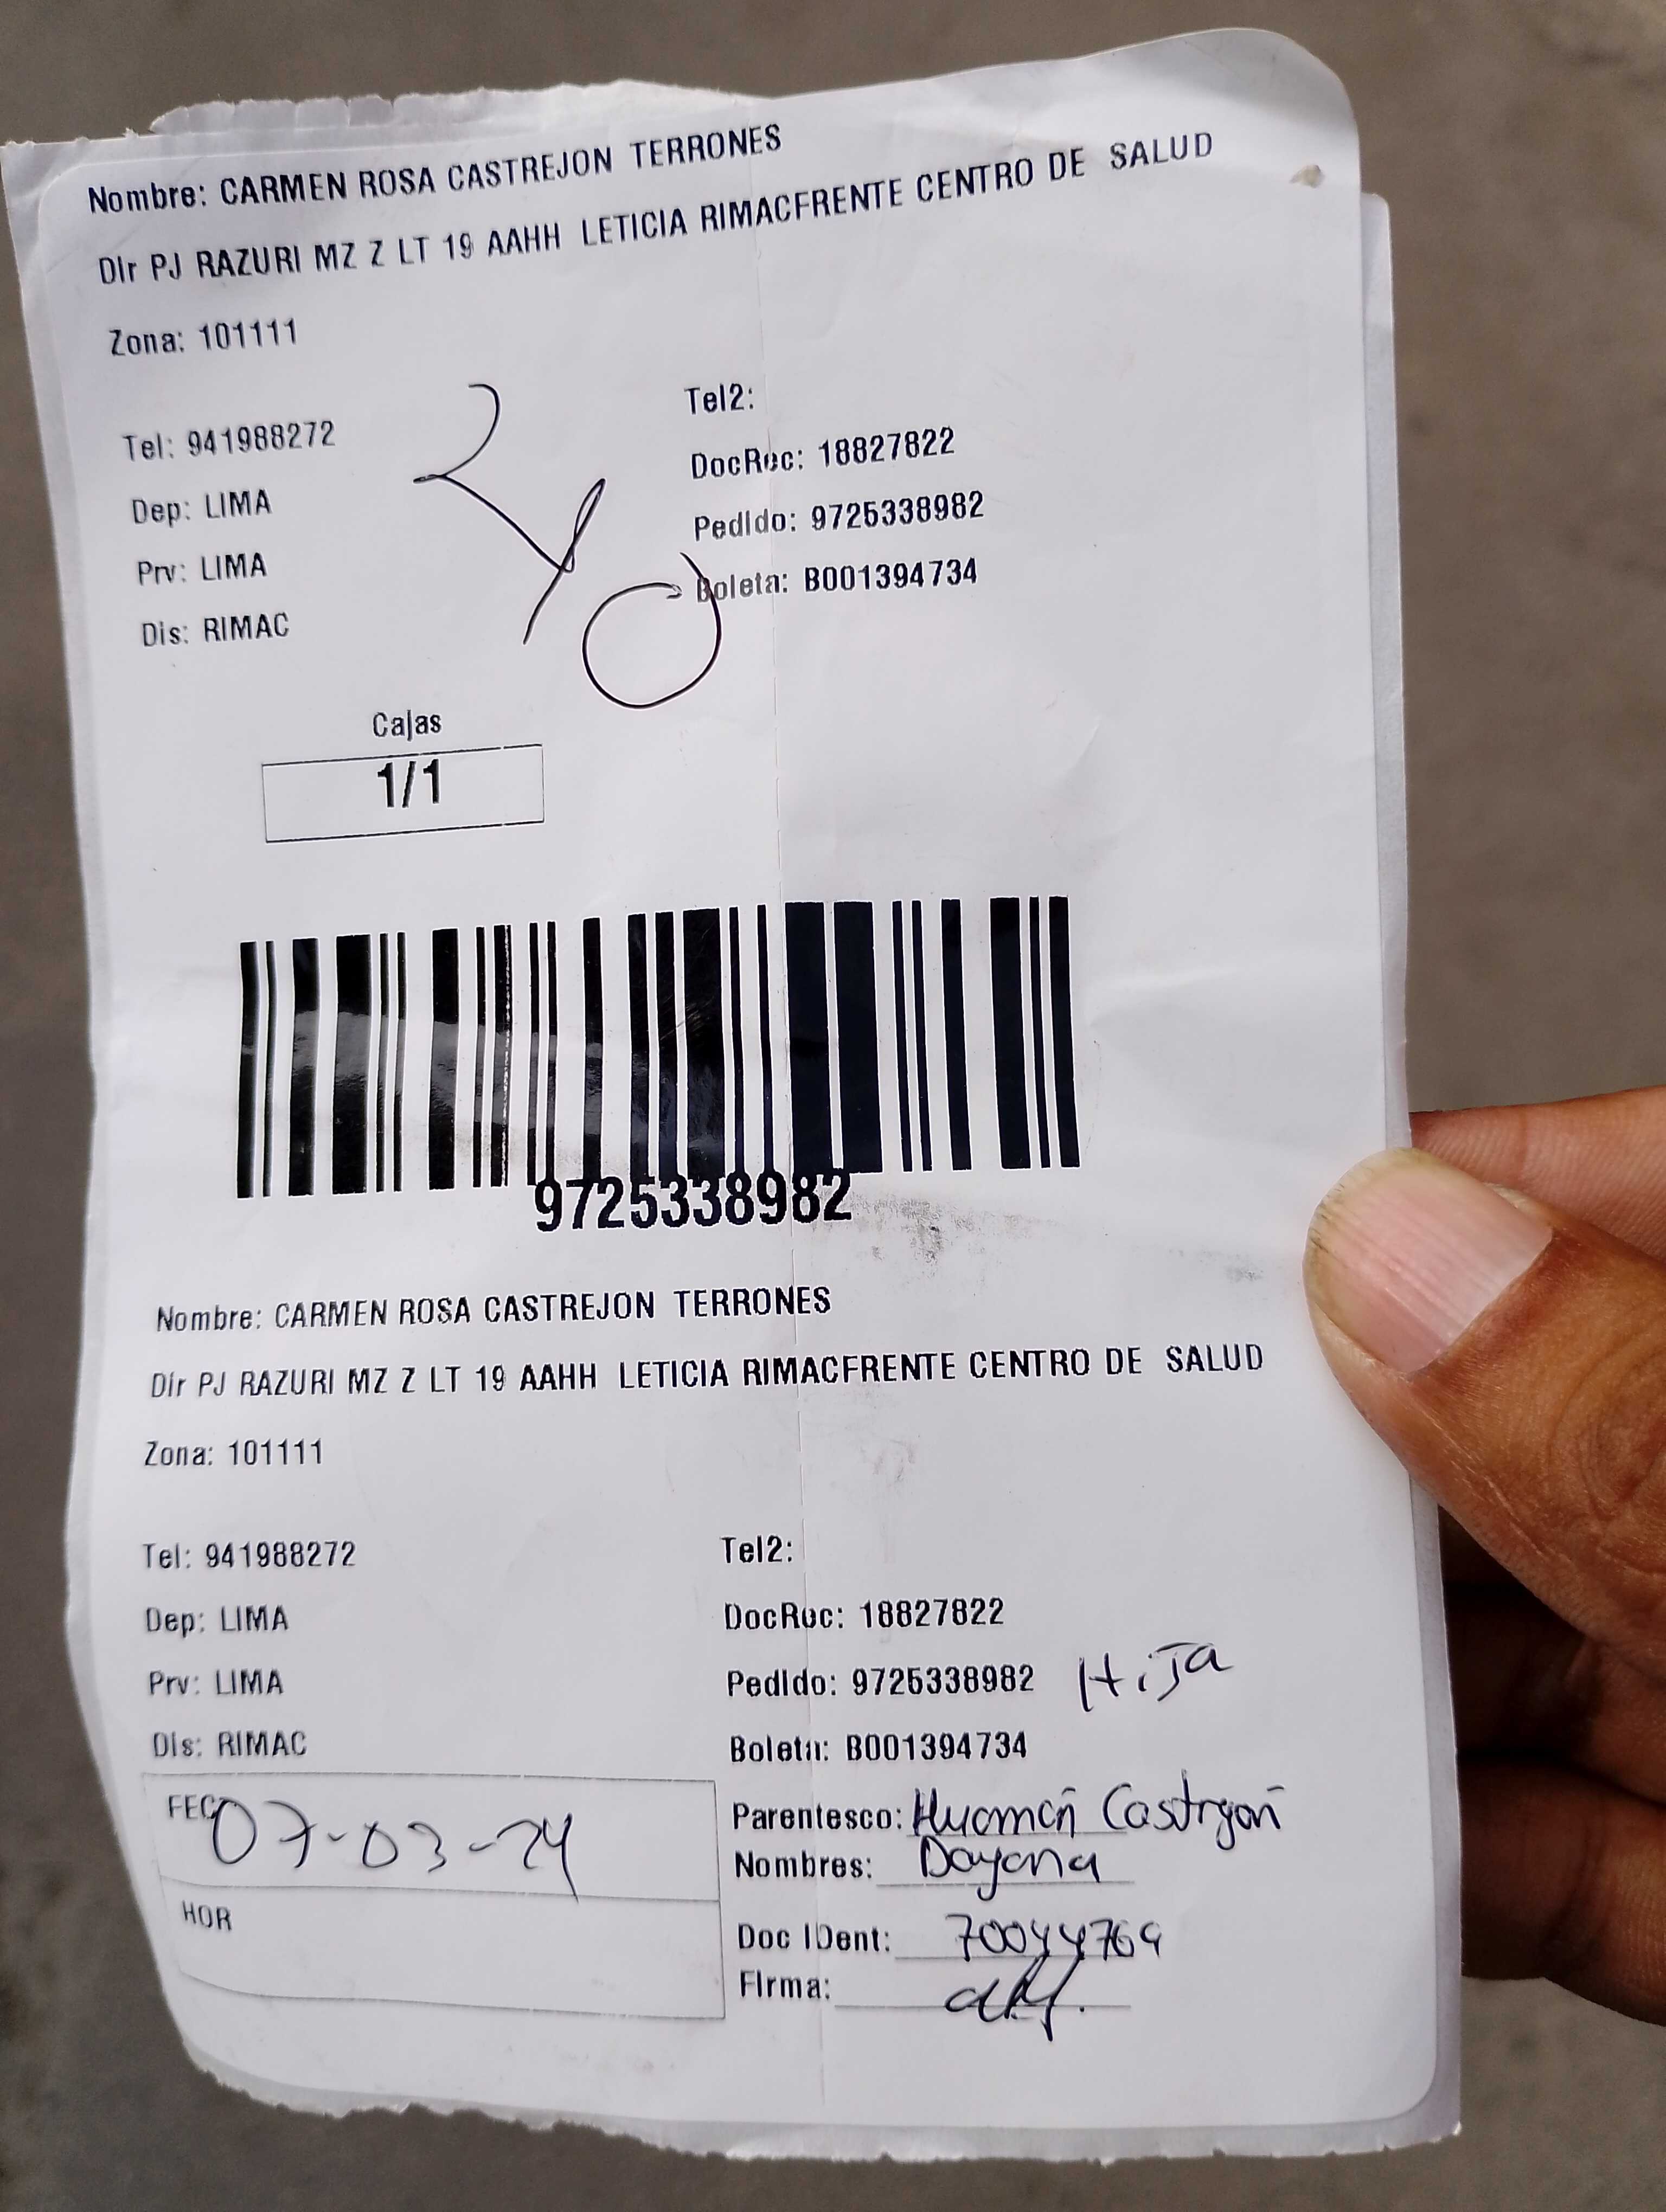 Nombre: CARMEN ROSA CASTREJON TERRONES
Dir PJ RAZURI MZ Z LT 19 AAHH LETICIA RIMACFRENTE CENTRO DE SALUD
Zona: 101111
Tel: 941988272 Tel2:
DocRec: 18827822
Dep: LIMA Pedido: 9725338982
Prv: LIMA Boleta: B001394734
Dis: RIMAC
240
Cajas
1/1
9725338982
Nombre: CARMEN ROSA CASTREJON TERRONES
Dir PJ RAZURI MZ Z LT 19 AAHH LETICIA RIMACFRENTE CENTRO DE SALUD
Zona: 101111
Tel: 941988272 Tel2:
Dep: LIMA DocRec: 18827822
Prv: LIMA Pedido: 9725338982 Hija
Dis: RIMAC Boleta: B001394734
FEC 07-03-24 Parentesco: Huamañ Castrjoñ
Nombres: Dayana
HOR Doc IDent: 70044769
Firma: